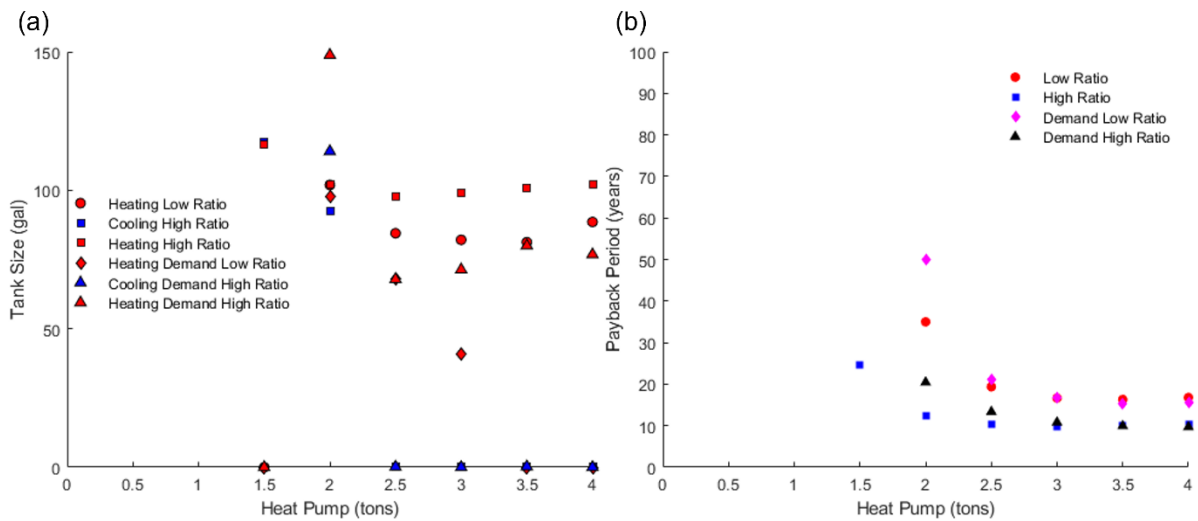 (a)
150
100
50
0
Tank Size (gal)
Heating Low Ratio
Cooling High Ratio
Heating High Ratio
Heating Demand Low Ratio
Cooling Demand High Ratio
Heating Demand High Ratio
0 0.5 1 1.5 2 2.5 3 3.5 4
Heat Pump (tons)
(b)
100
90
80
70
60
50
40
30
20
10
0
Payback Period (years)
Low Ratio
High Ratio
Demand Low Ratio
Demand High Ratio
0 0.5 1 1.5 2 2.5 3 3.5 4
Heat Pump (tons)